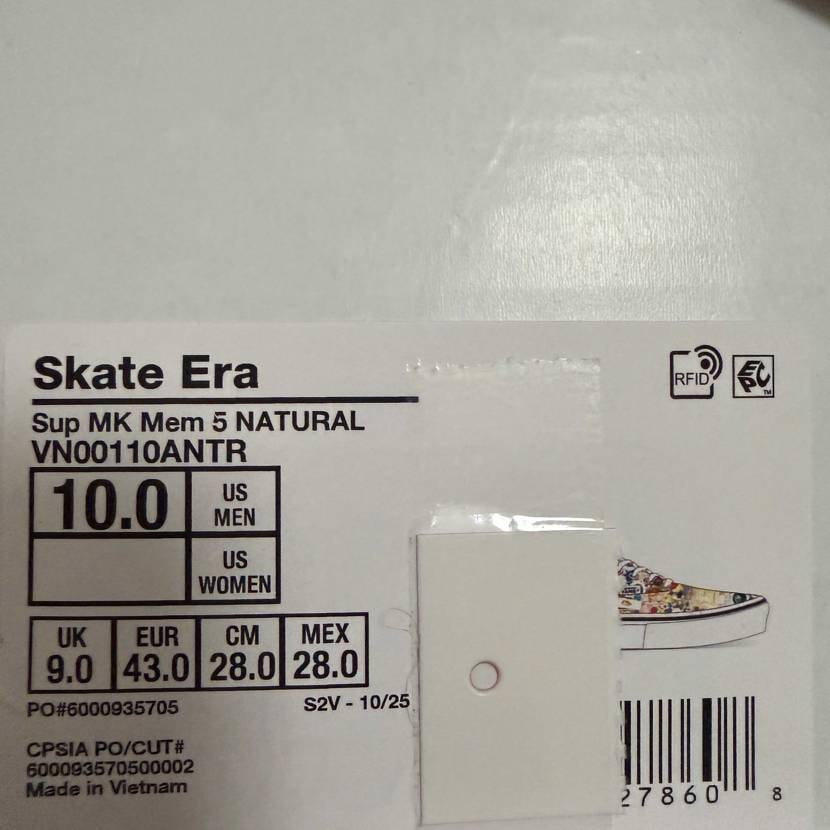 Skate Era
RFID
EPC
TM
Sup MK Mem 5 NATURAL
VN00110ANTR
10.0 US MEN
US WOMEN
UK EUR CM MEX
9.0 43.0 28.0 28.0
PO#6000935705 S2V - 10/25
CPSIA PO/CUT#
600093570500002
Made in Vietnam
27860 8